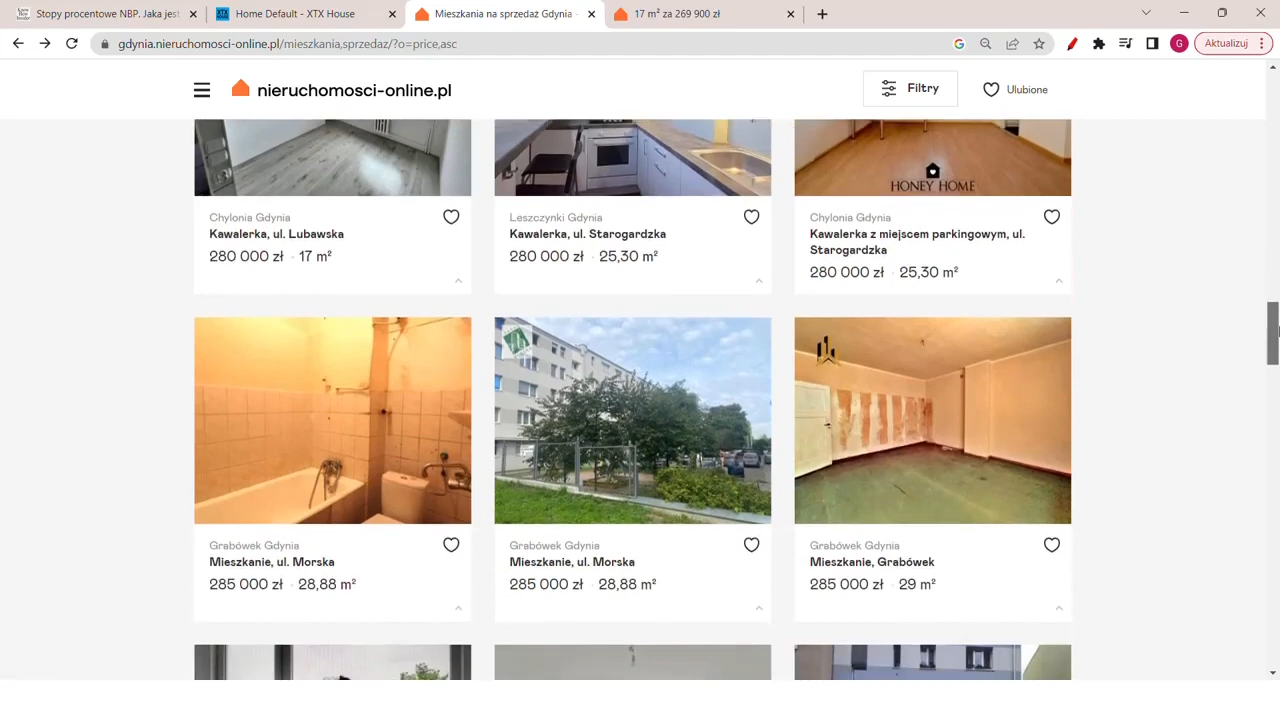 Stopy procentowe NBP. Jaka jest
Home Default - XTX House
Mieszkania na sprzedaż Gdynia -
17 m² za 269 900 zł
gdynia.nieruchomosci-online.pl/mieszkania,sprzedaz/?o=price,asc
G
Aktualizuj
nieruchomosci-online.pl
Filtry
Ulubione
HONEY HOME
Chylonia Gdynia
Kawalerka, ul. Lubawska
280 000 zł · 17 m²
Leszczynki Gdynia
Kawalerka, ul. Starogardzka
280 000 zł · 25,30 m²
Chylonia Gdynia
Kawalerka z miejscem parkingowym, ul.
Starogardzka
280 000 zł · 25,30 m²
Grabówek Gdynia
Mieszkanie, ul. Morska
285 000 zł · 28,88 m²
Grabówek Gdynia
Mieszkanie, ul. Morska
285 000 zł · 28,88 m²
Grabówek Gdynia
Mieszkanie, Grabówek
285 000 zł · 29 m²